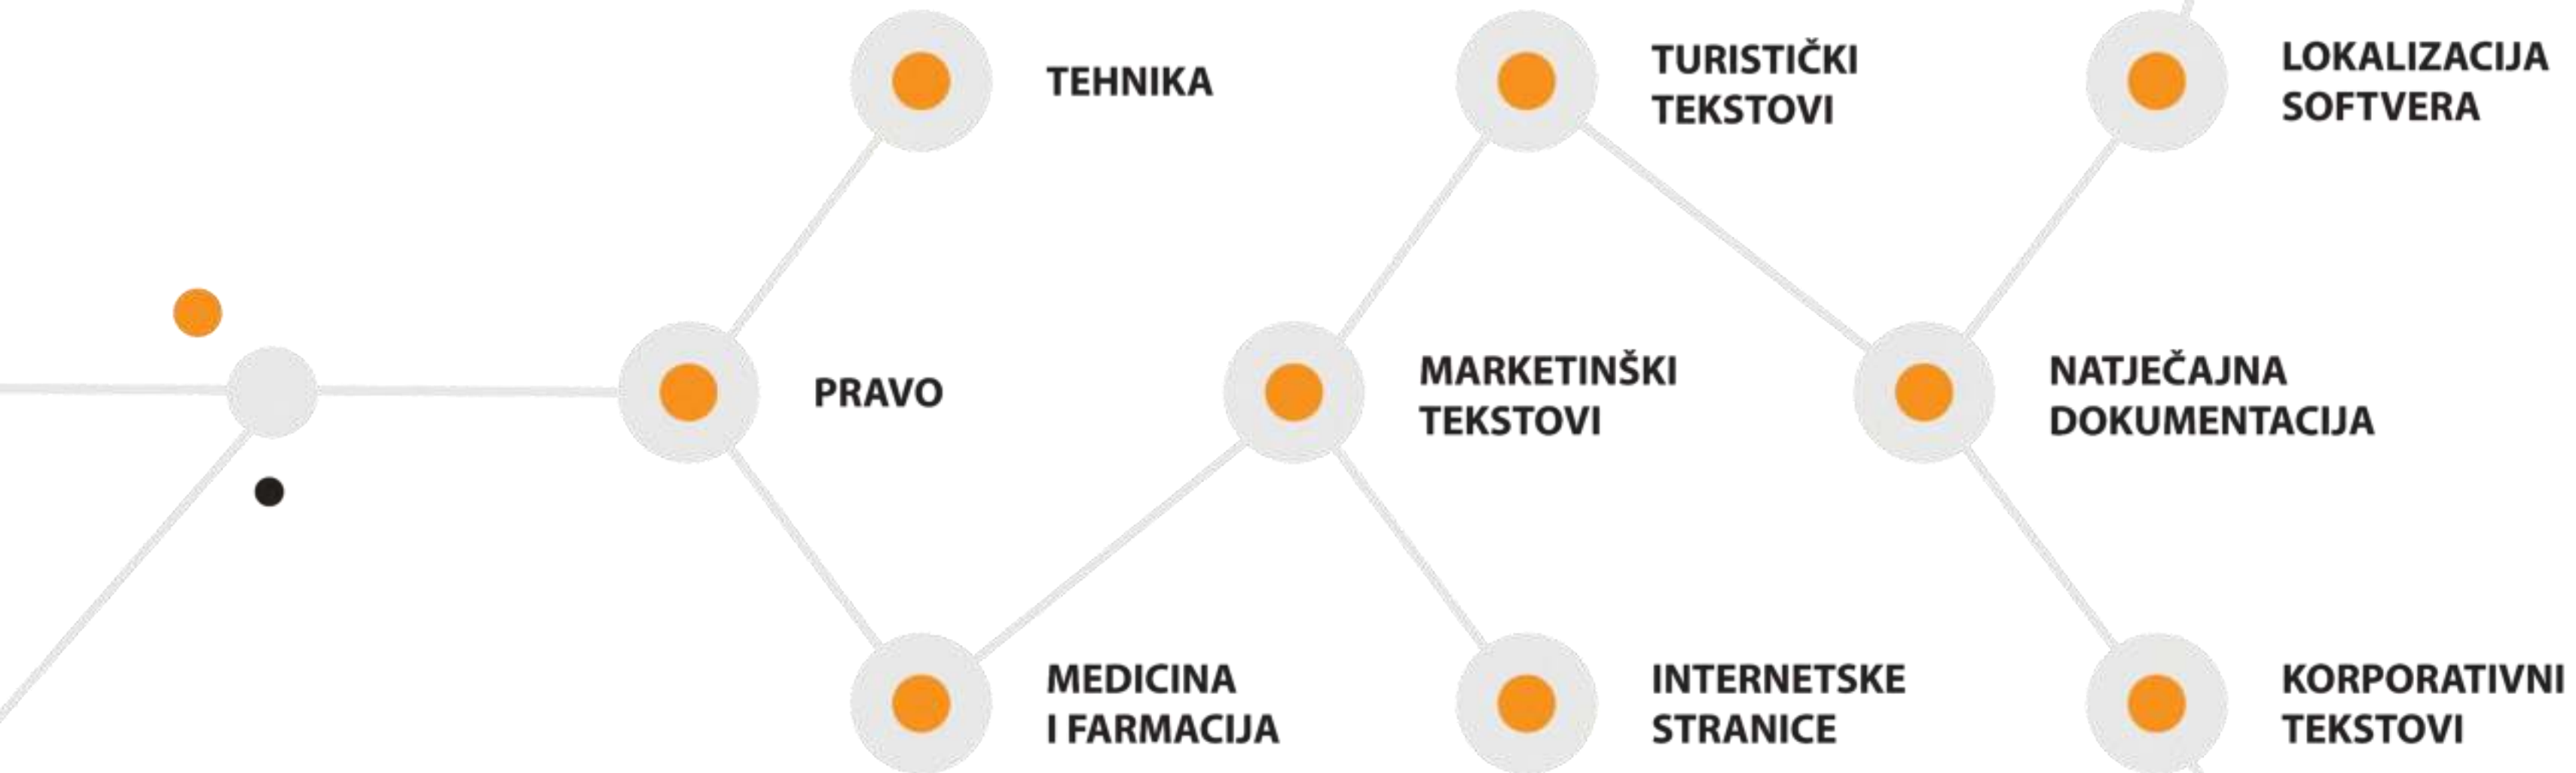 TEHNIKA
TURISTIČKI
TEKSTOVI
LOKALIZACIJA
SOFTVERA
PRAVO
MARKETINŠKI
TEKSTOVI
NATJEČAJNA
DOKUMENTACIJA
MEDICINA
I FARMACIJA
INTERNETSKE
STRANICE
KORPORATIVNI
TEKSTOVI